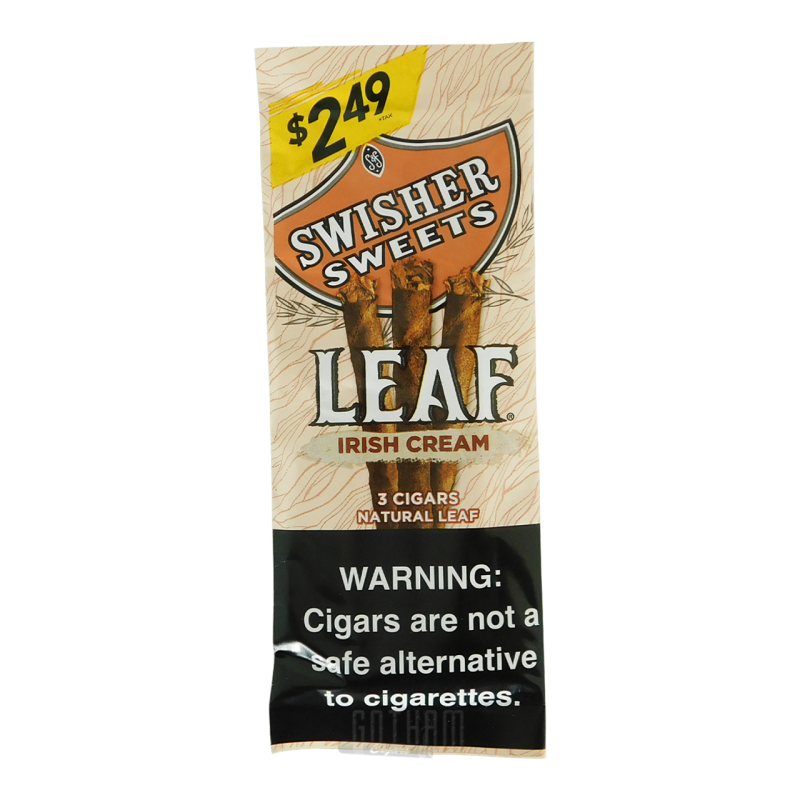 $2.49
+TAX
S&S
SWISHER
SWEETS
LEAF®
IRISH CREAM
3 CIGARS
NATURAL LEAF
WARNING:
Cigars are not a
safe alternative
to cigarettes.
GOTHAM